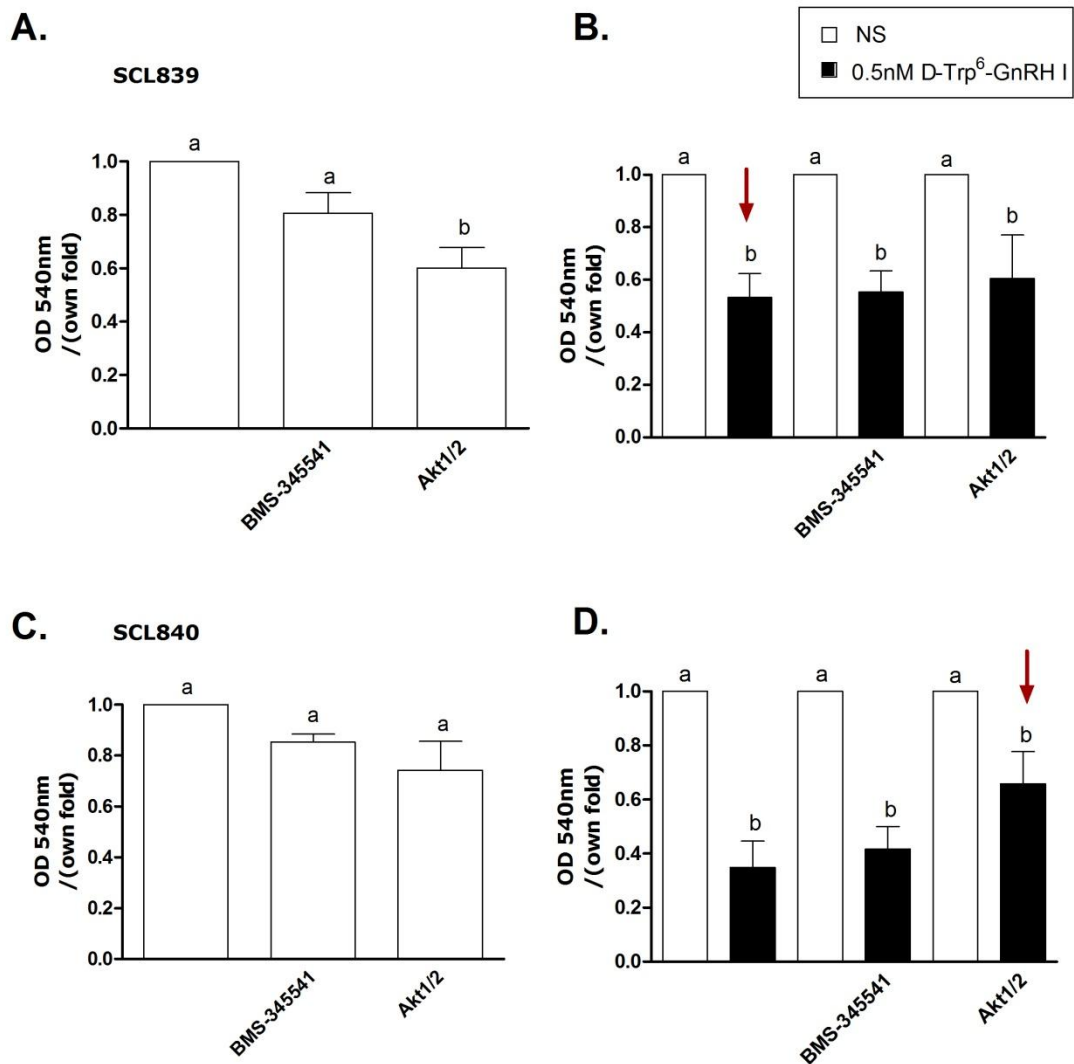 A.
SCL839
a
a
b
1.0
0.8
0.6
0.4
0.2
0.0
OD 540nm
/(own fold)
BMS-345541
Akt1/2
B.
NS
0.5nM D-Trp⁶-GnRH I
a
a
a
b
b
b
1.0
0.8
0.6
0.4
0.2
0.0
OD 540nm
/(own fold)
BMS-345541
Akt1/2
C.
SCL840
a
a
a
1.0
0.8
0.6
0.4
0.2
0.0
OD 540nm
/(own fold)
BMS-345541
Akt1/2
D.
a
a
a
b
b
b
1.0
0.8
0.6
0.4
0.2
0.0
OD 540nm
/(own fold)
BMS-345541
Akt1/2